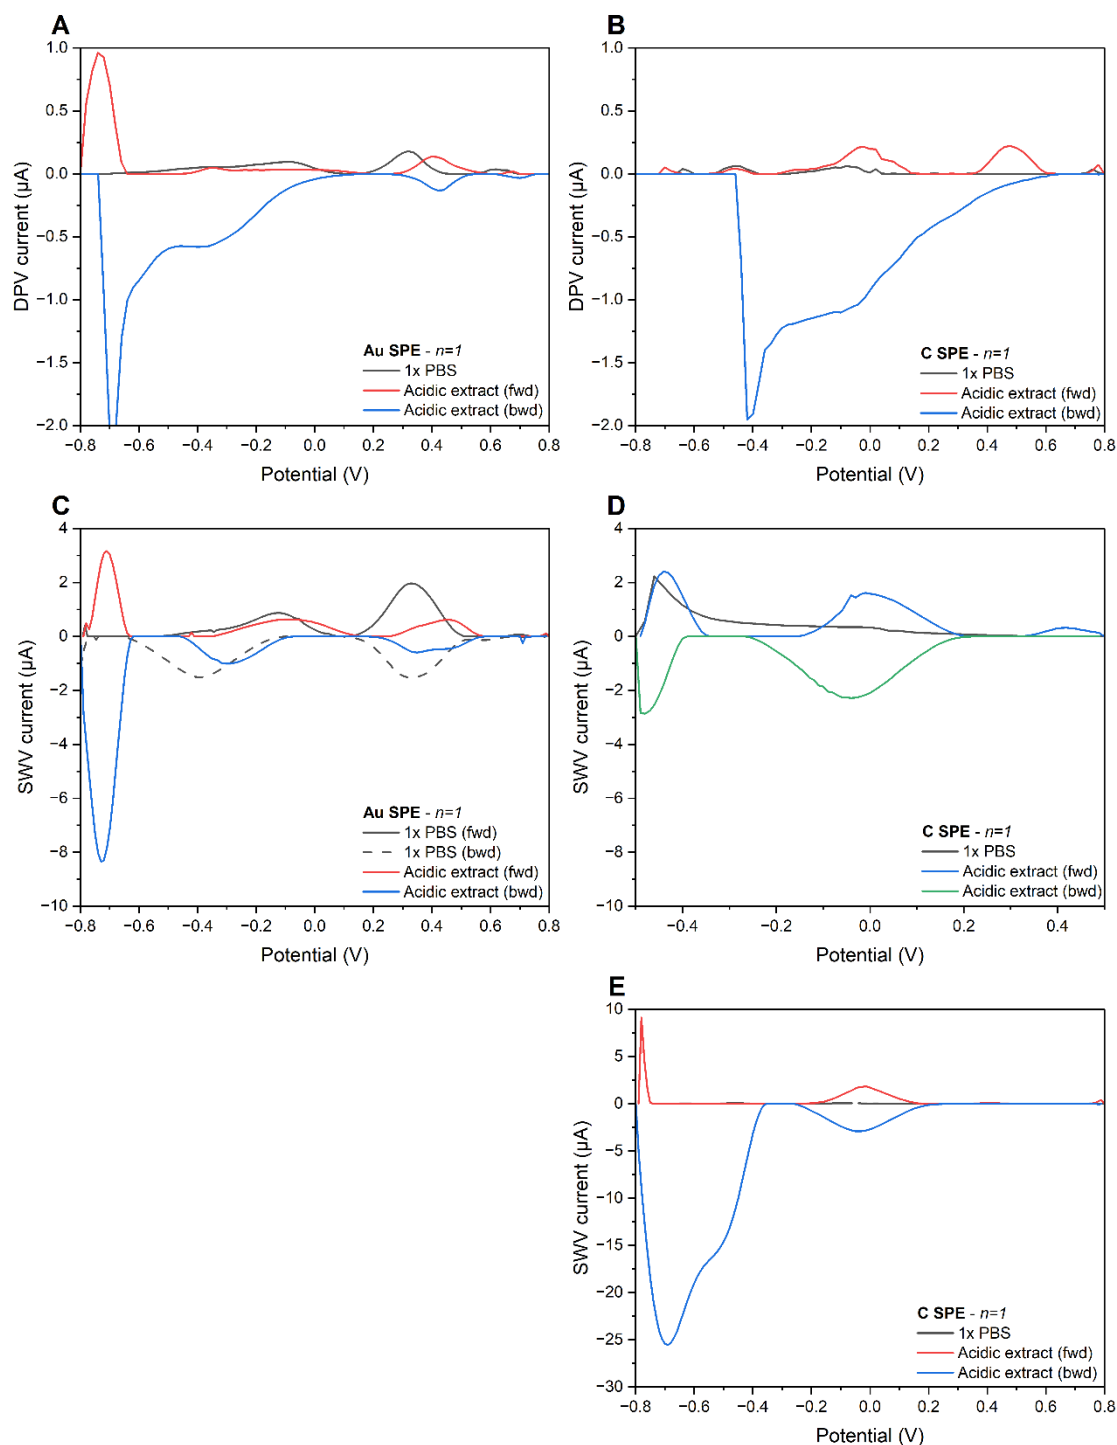 A
1.0
0.5
0.0
−0.5
−1.0
−1.5
−2.0
DPV current (µA)
Au SPE - n=1
1x PBS
Acidic extract (fwd)
Acidic extract (bwd)
−0.8 −0.6 −0.4 −0.2 0.0 0.2 0.4 0.6 0.8
Potential (V)
B
1.0
0.5
0.0
−0.5
−1.0
−1.5
−2.0
DPV current (µA)
C SPE - n=1
1x PBS
Acidic extract (fwd)
Acidic extract (bwd)
−0.8 −0.6 −0.4 −0.2 0.0 0.2 0.4 0.6 0.8
Potential (V)
C
4
2
0
−2
−4
−6
−8
−10
SWV current (µA)
Au SPE - n=1
1x PBS (fwd)
1x PBS (bwd)
Acidic extract (fwd)
Acidic extract (bwd)
−0.8 −0.6 −0.4 −0.2 0.0 0.2 0.4 0.6 0.8
Potential (V)
D
4
2
0
−2
−4
−6
−8
−10
SWV current (µA)
C SPE - n=1
1x PBS
Acidic extract (fwd)
Acidic extract (bwd)
−0.4 −0.2 0.0 0.2 0.4
Potential (V)
E
10
5
0
−5
−10
−15
−20
−25
−30
SWV current (µA)
C SPE - n=1
1x PBS
Acidic extract (fwd)
Acidic extract (bwd)
−0.8 −0.6 −0.4 −0.2 0.0 0.2 0.4 0.6 0.8
Potential (V)